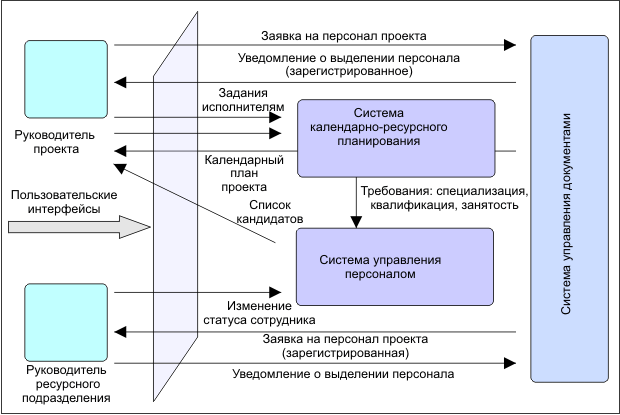 Заявка на персонал проекта
Уведомление о выделении персонала
(зарегистрированное)
Задания
исполнителям
Система
календарно-ресурсного
планирования
Руководитель
проекта
Календарный
план
проекта
Список
кандидатов
Требования: специализация,
квалификация, занятость
Пользовательские
интерфейсы
Система управления
персоналом
Система управления документами
Изменение
статуса сотрудника
Заявка на персонал проекта
(зарегистрированная)
Уведомление о выделении персонала
Руководитель
ресурсного
подразделения